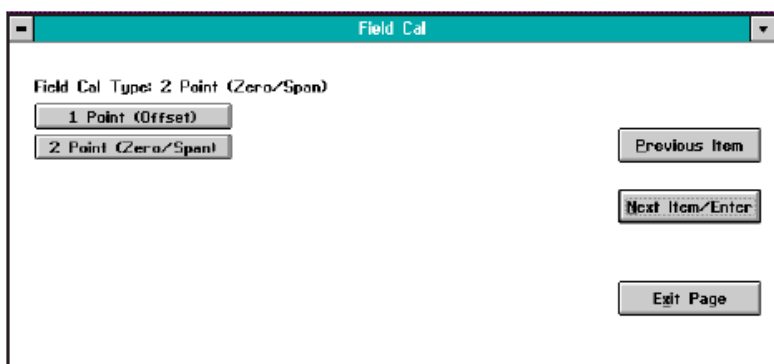 Field Cal
Field Cal Type: 2 Point (Zero/Span)
1 Point (Offset)
2 Point (Zero/Span)
Previous Item
Next Item/Enter
Exit Page